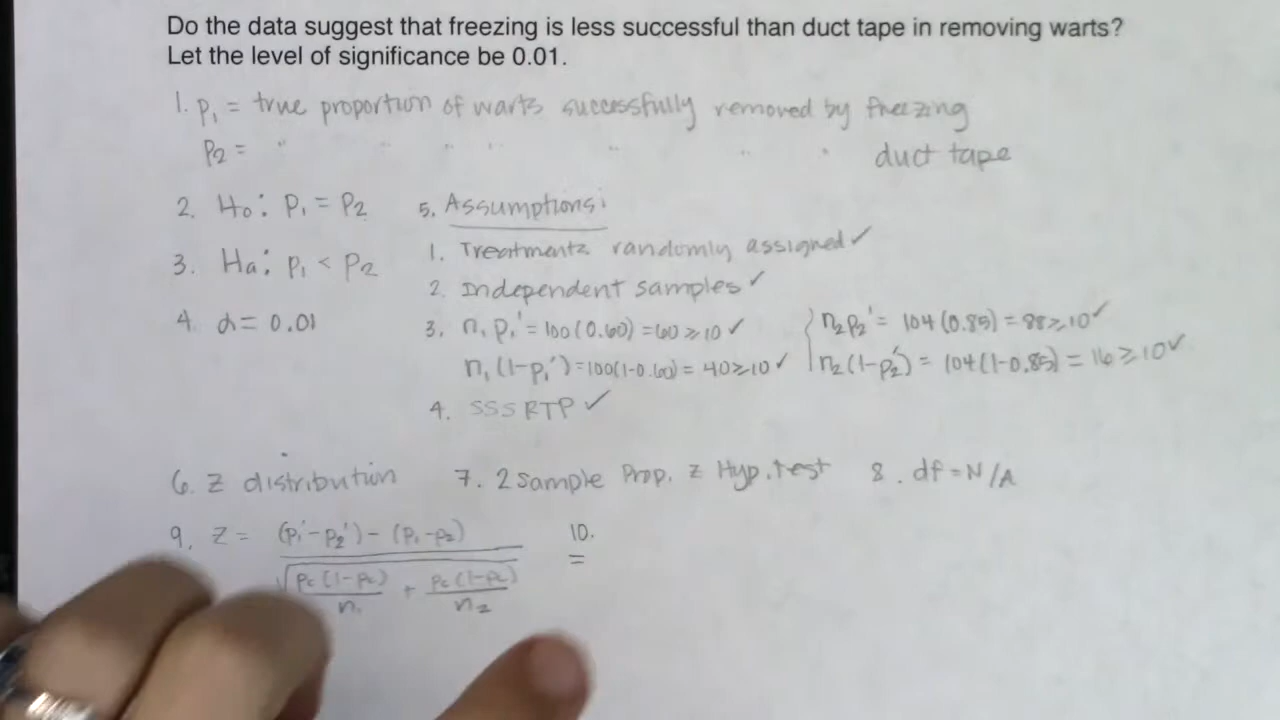 Do the data suggest that freezing is less successful than duct tape in removing warts?
Let the level of significance be 0.01.
1. p₁ = true proportion of warts successfully removed by freezing
p₂ = " " " " " " " duct tape
2. H₀: p₁ = p₂
3. Ha: p₁ < p₂
4. α = 0.01
5. Assumptions:
1. Treatments randomly assigned ✓
2. Independent samples ✓
3. n₁p₁' = 100(0.60) = 60 ≥ 10 ✓
n₁(1-p₁') = 100(1-0.60) = 40 ≥ 10 ✓
n₂p₂' = 104(0.85) = 88 ≥ 10 ✓
n₂(1-p₂') = 104(1-0.85) = 16 ≥ 10 ✓
4. SSSRTP ✓
6. Z distribution 7. 2 Sample Prop. z Hyp. test 8. df = N/A
9. Z = (p₁'-p₂') - (p₁-p₂)
√ pc(1-pc) + pc(1-pc)
n₁ n₂
10.
=